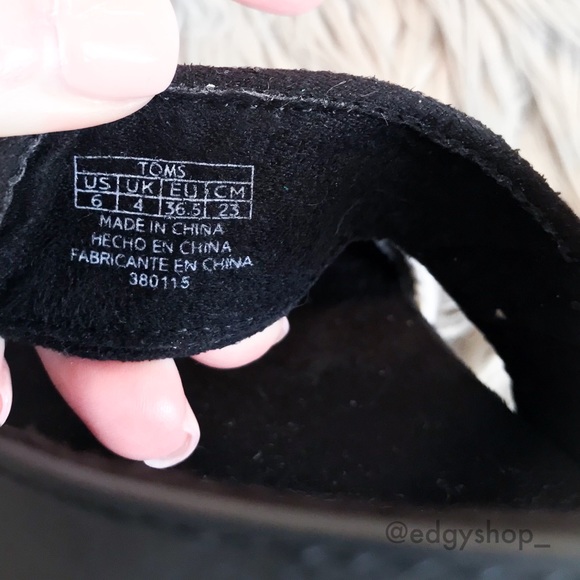 TOMS
US UK EU CM
6 4 36.5 23
MADE IN CHINA
HECHO EN CHINA
FABRICANTE EN CHINA
380115
@edgyshop_